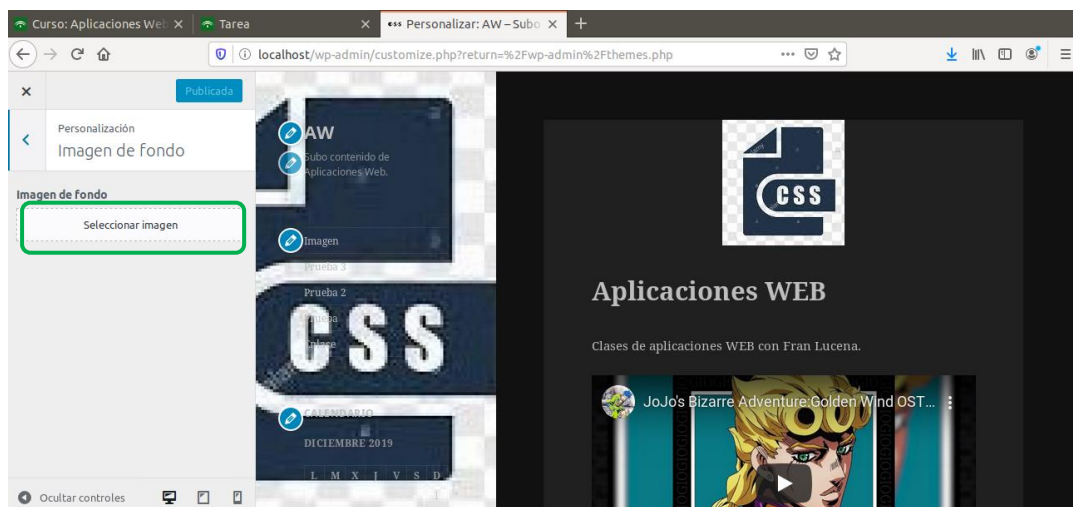 Curso: Aplicaciones Web
Tarea
Personalizar: AW – Subo
localhost/wp-admin/customize.php?return=%2Fwp-admin%2Fthemes.php
Publicada
Personalización
Imagen de fondo
Imagen de fondo
Seleccionar imagen
Ocultar controles
AW
Subo contenido de
Aplicaciones Web.
Imagen
Prueba 3
Prueba 2
Prueba
Enlace
CSS
CALENDARIO
DICIEMBRE 2019
L M X J V S D
CSS
Aplicaciones WEB
Clases de aplicaciones WEB con Fran Lucena.
JoJo's Bizarre Adventure:Golden Wind OST...